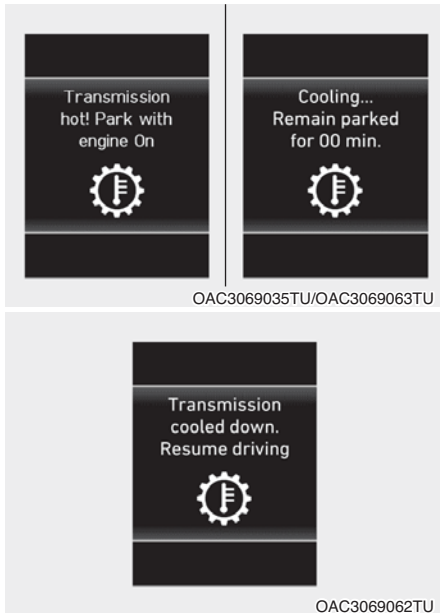 Transmission
hot! Park with
engine On
Cooling...
Remain parked
for 00 min.
OAC3069035TU/OAC3069063TU
Transmission
cooled down.
Resume driving
OAC3069062TU